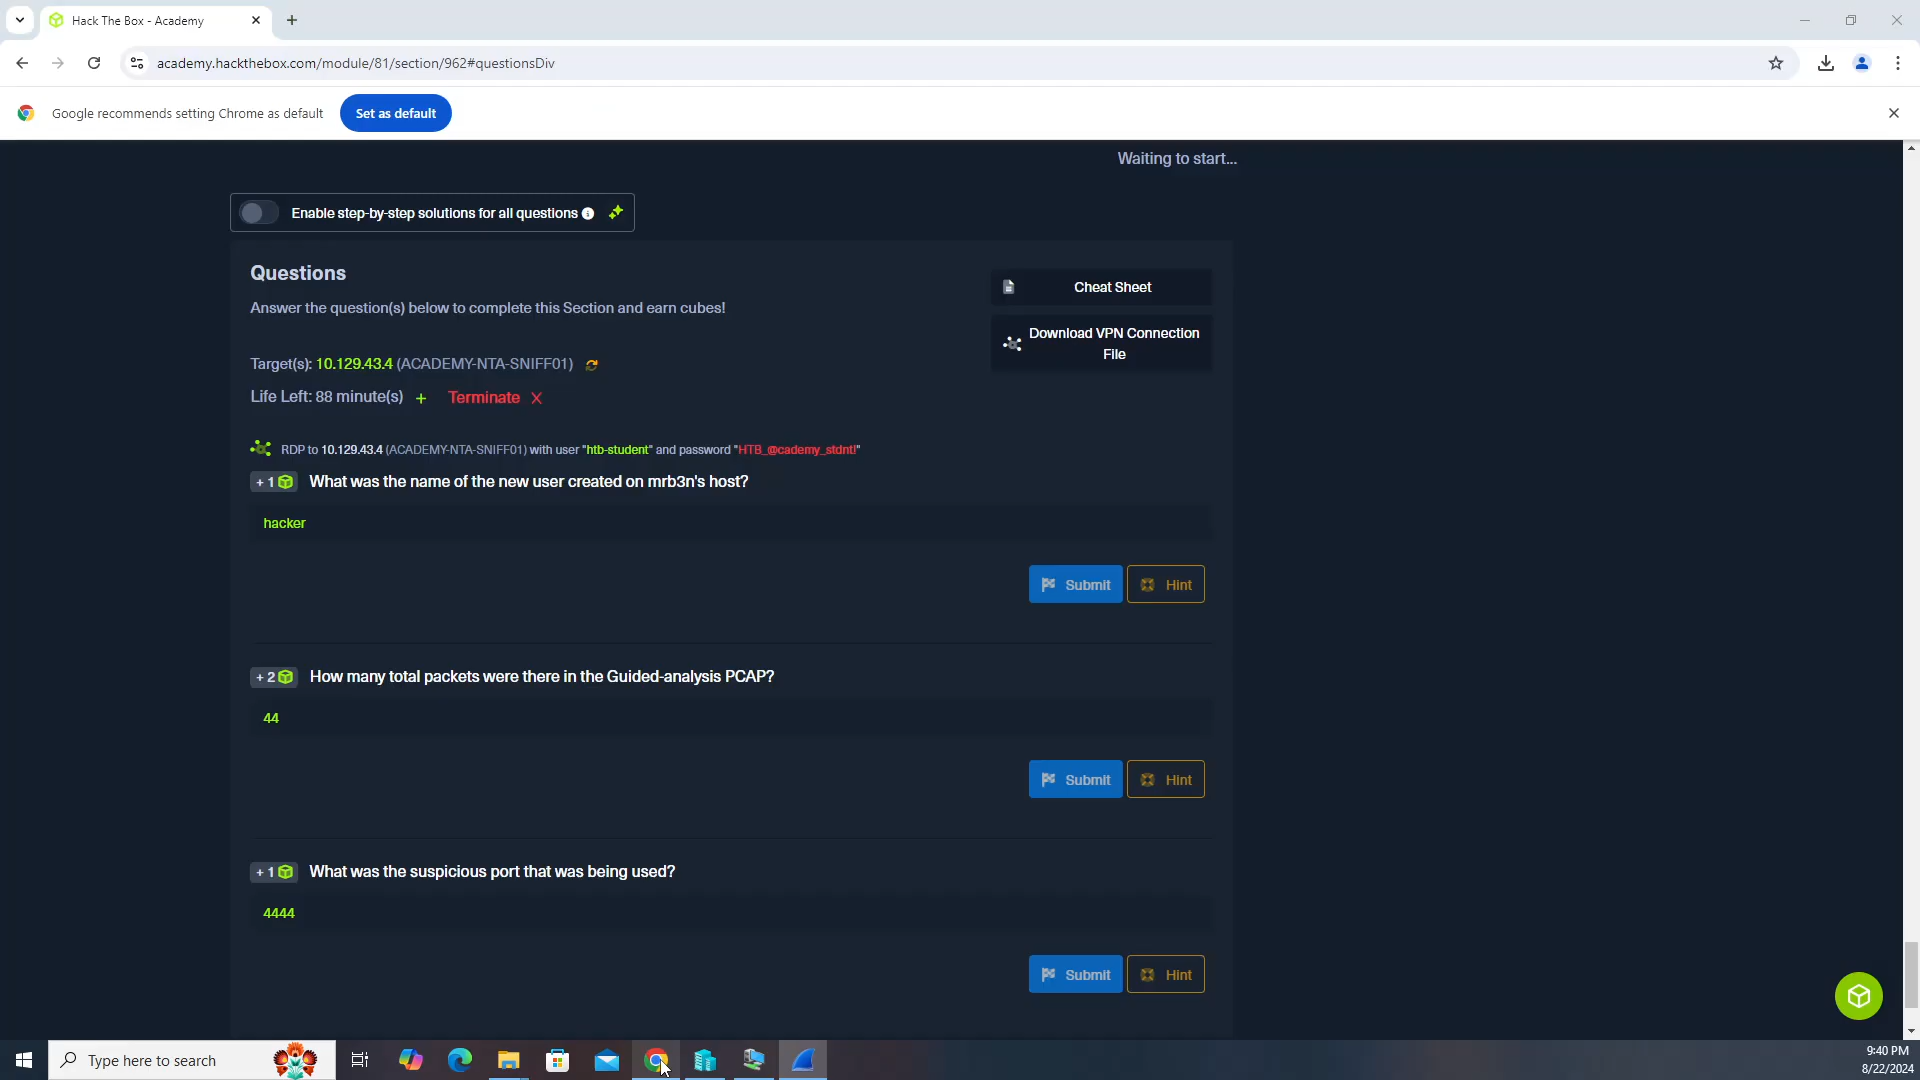 Hack The Box - Academy
academy.hackthebox.com/module/81/section/962#questionsDiv
Google recommends setting Chrome as default
Set as default
Waiting to start...
Enable step-by-step solutions for all questions
Questions
Answer the question(s) below to complete this Section and earn cubes!
Cheat Sheet
Download VPN Connection
File
Target(s): 10.129.43.4 (ACADEMY-NTA-SNIFF01)
Life Left: 88 minute(s) + Terminate X
RDP to 10.129.43.4 (ACADEMY-NTA-SNIFF01) with user "htb-student" and password "HTB_@cademy_stdnt!"
+ 1 What was the name of the new user created on mrb3n's host?
hacker
Submit Hint
+ 2 How many total packets were there in the Guided-analysis PCAP?
44
Submit Hint
+ 1 What was the suspicious port that was being used?
4444
Submit Hint
Type here to search
9:40 PM
8/22/2024